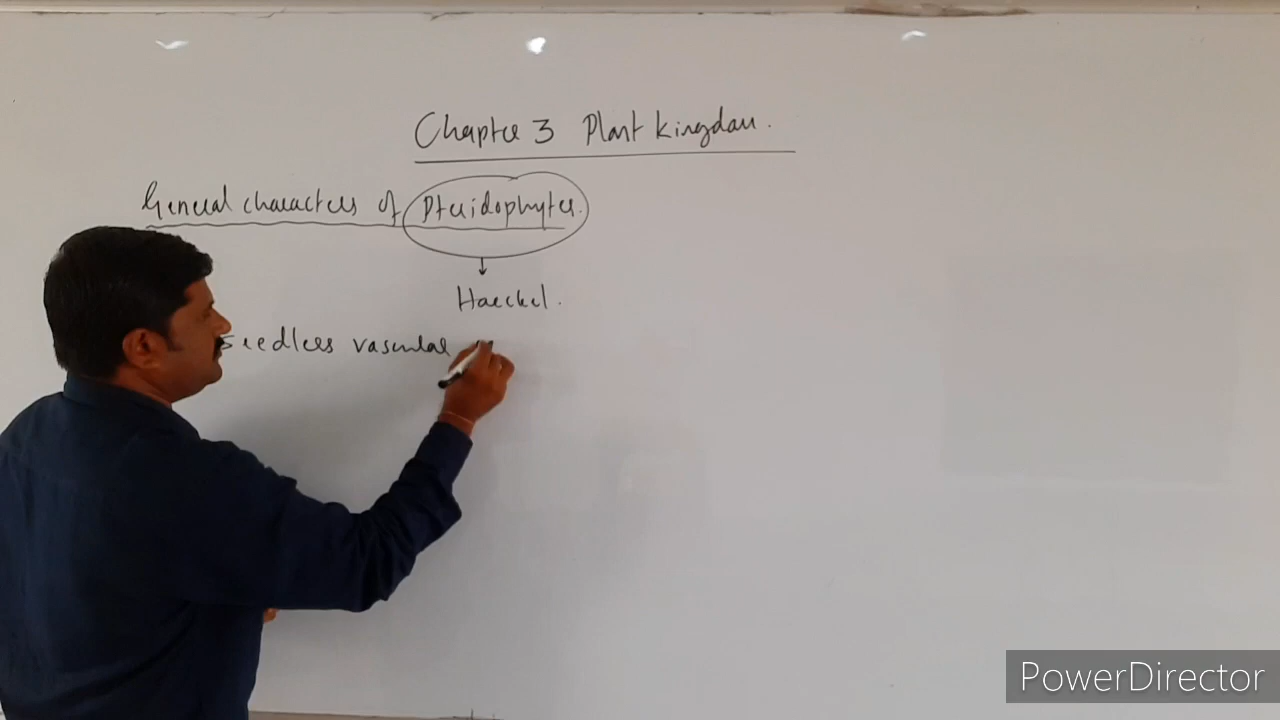 Chapter 3 Plant Kingdom.
General characters of Pteridophytes.
Haeckel.
Seedless vascular
PowerDirector